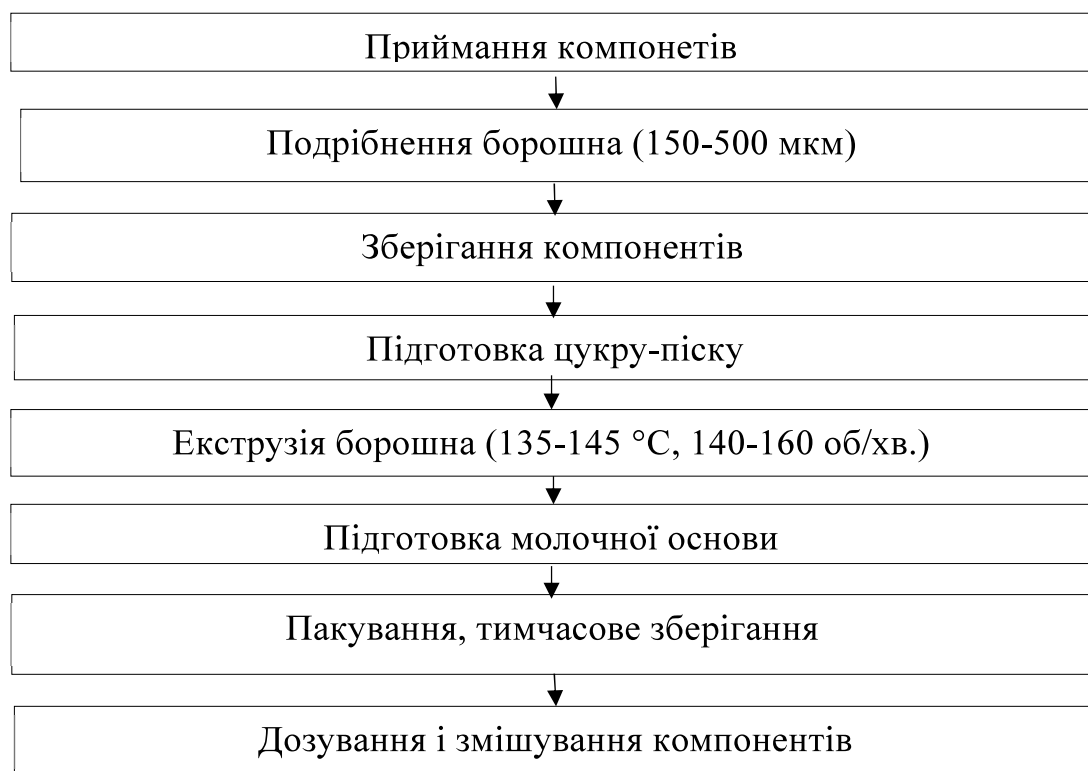 Приймання компонетів
Подрібнення борошна (150-500 мкм)
Зберігання компонентів
Підготовка цукру-піску
Екструзія борошна (135-145 °С, 140-160 об/хв.)
Підготовка молочної основи
Пакування, тимчасове зберігання
Дозування і змішування компонентів